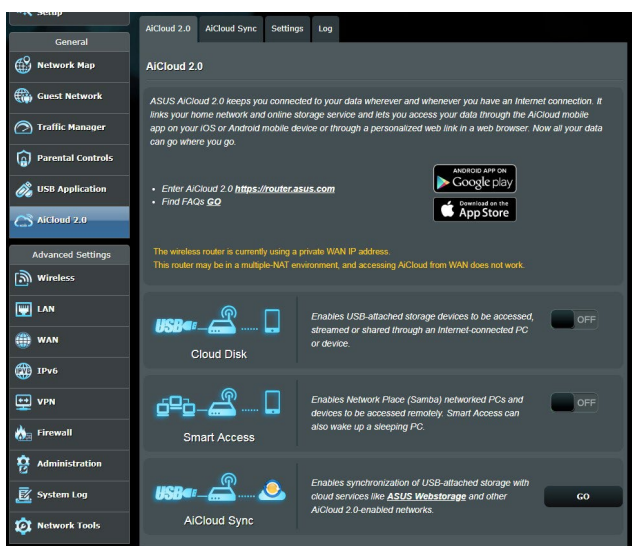 Setup
General
Network Map
Guest Network
Traffic Manager
Parental Controls
USB Application
AiCloud 2.0
Advanced Settings
Wireless
LAN
WAN
IPv6
VPN
Firewall
Administration
System Log
Network Tools
AiCloud 2.0 AiCloud Sync Settings Log
AiCloud 2.0
ASUS AiCloud 2.0 keeps you connected to your data wherever and whenever you have an Internet connection. It
links your home network and online storage service and lets you access your data through the AiCloud mobile
app on your iOS or Android mobile device or through a personalized web link in a web browser. Now all your data
can go where you go.
• Enter AiCloud 2.0 https://router.asus.com
• Find FAQs GO
ANDROID APP ON
Google play
Download on the
App Store
The wireless router is currently using a private WAN IP address.
This router may be in a multiple-NAT environment, and accessing AiCloud from WAN does not work.
USB
Cloud Disk
Enables USB-attached storage devices to be accessed,
streamed or shared through an Internet-connected PC
or device.
OFF
Smart Access
Enables Network Place (Samba) networked PCs and
devices to be accessed remotely. Smart Access can
also wake up a sleeping PC.
OFF
USB
AiCloud Sync
Enables synchronization of USB-attached storage with
cloud services like ASUS Webstorage and other
AiCloud 2.0-enabled networks.
GO